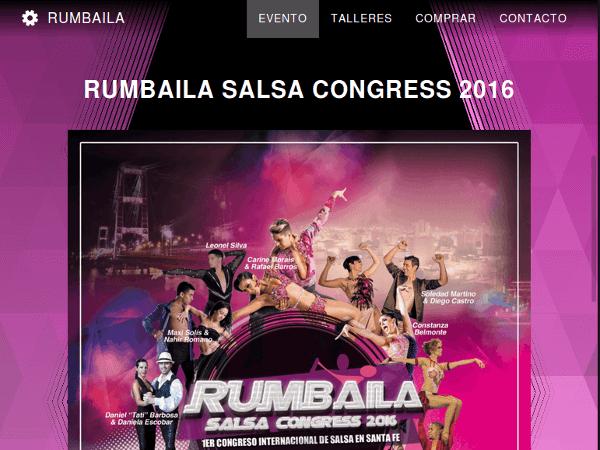 RUMBAILA
EVENTO
TALLERES
COMPRAR
CONTACTO
RUMBAILA SALSA CONGRESS 2016
Leonel Silva
Carine Morais
& Rafael Barros
Soledad Martino
& Diego Castro
Maxi Solis &
Nahir Romano
Constanza
Belmonte
Daniel "Tati" Barbosa
& Daniela Escobar
RUMBAILA
SALSA CONGRESS 2016
1ER CONGRESO INTERNACIONAL DE SALSA EN SANTA FE